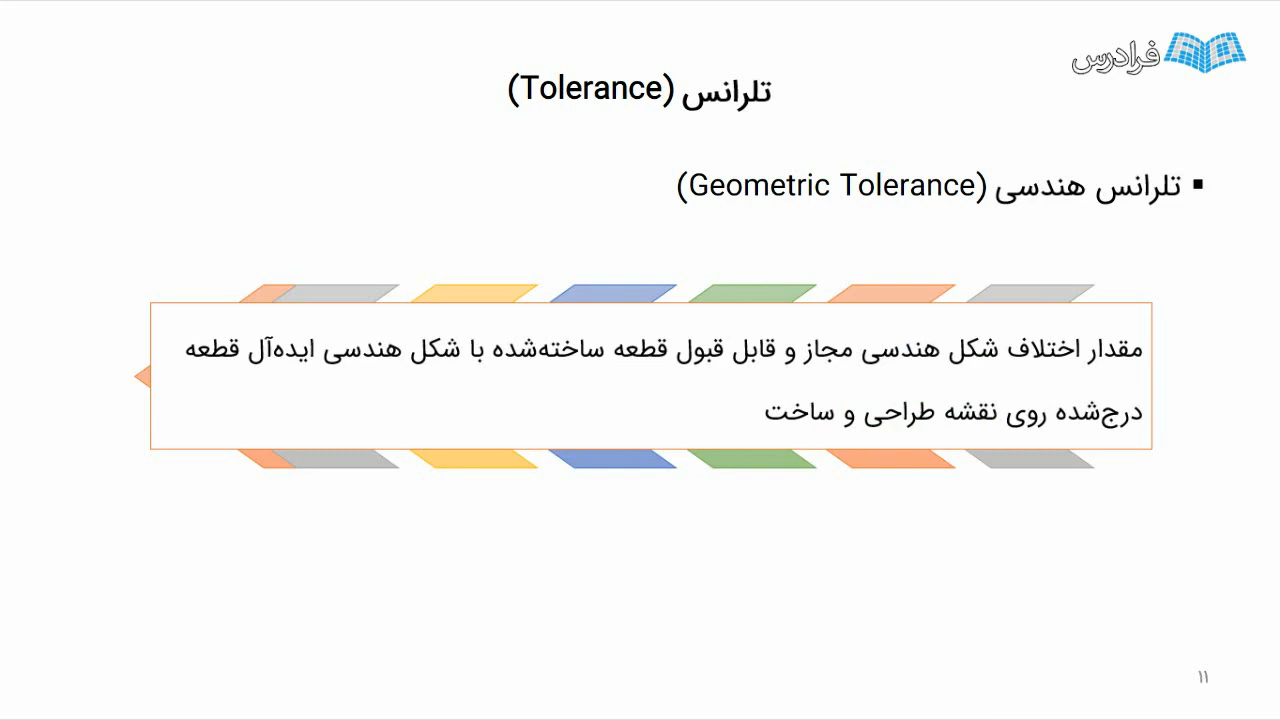 فرادرس
تلرانس (Tolerance)
▪ تلرانس هندسی (Geometric Tolerance)
مقدار اختلاف شکل هندسی مجاز و قابل قبول قطعه ساخته‌شده با شکل هندسی ایده‌آل قطعه
درج‌شده روی نقشه طراحی و ساخت
۱۱